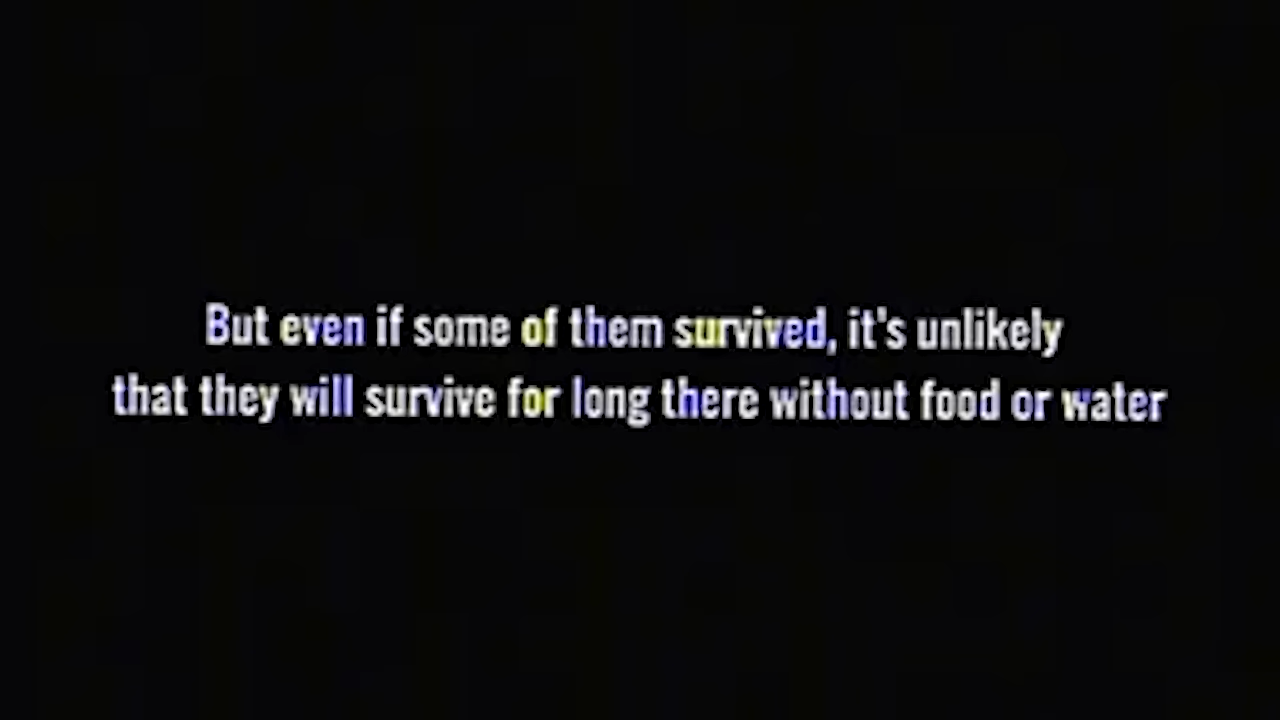 But even if some of them survived, it's unlikely
that they will survive for long there without food or water